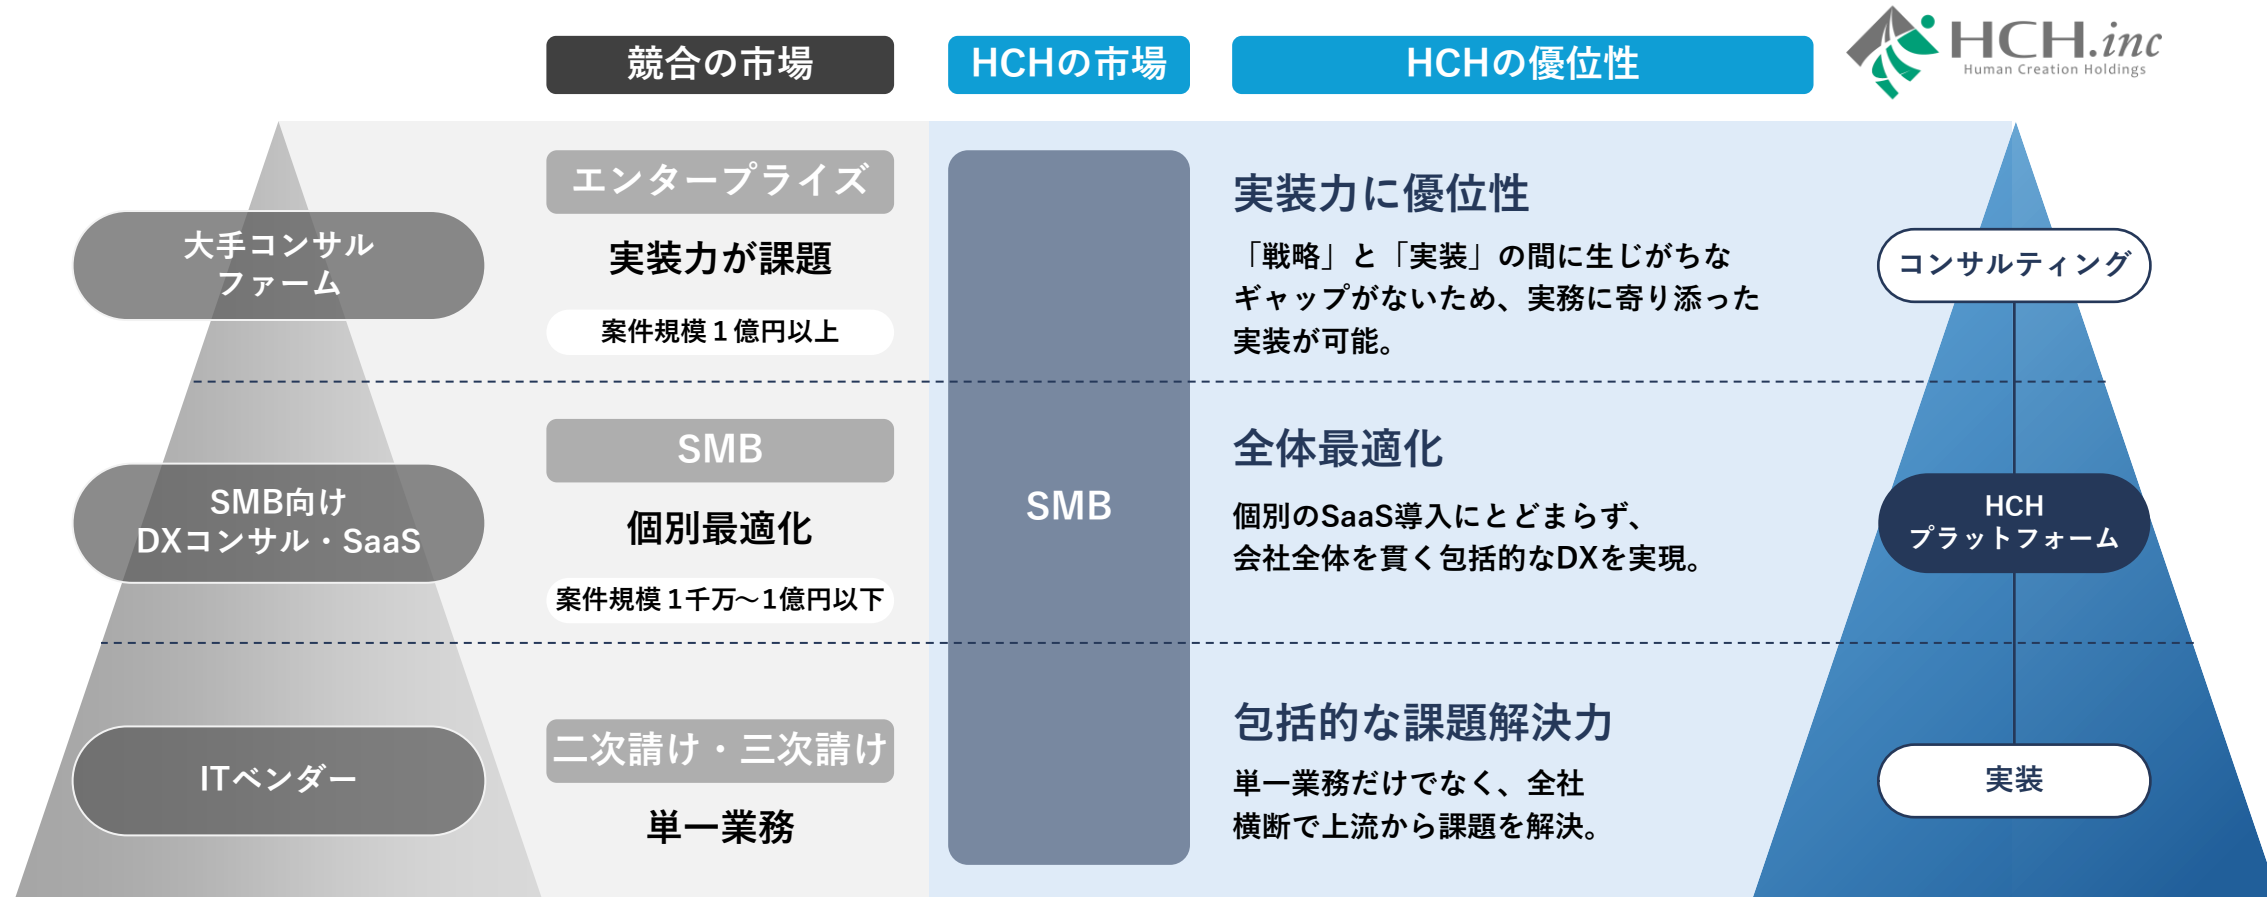 競合の市場
HCHの市場
HCHの優位性
HCH.inc
Human Creation Holdings
大手コンサル
ファーム
エンタープライズ
実装力が課題
案件規模１億円以上
実装力に優位性
「戦略」と「実装」の間に生じがちな
ギャップがないため、実務に寄り添った
実装が可能。
コンサルティング
SMB向け
DXコンサル・SaaS
SMB
個別最適化
案件規模１千万～１億円以下
SMB
全体最適化
個別のSaaS導入にとどまらず、
会社全体を貫く包括的なDXを実現。
HCH
プラットフォーム
ITベンダー
二次請け・三次請け
単一業務
包括的な課題解決力
単一業務だけでなく、全社
横断で上流から課題を解決。
実装